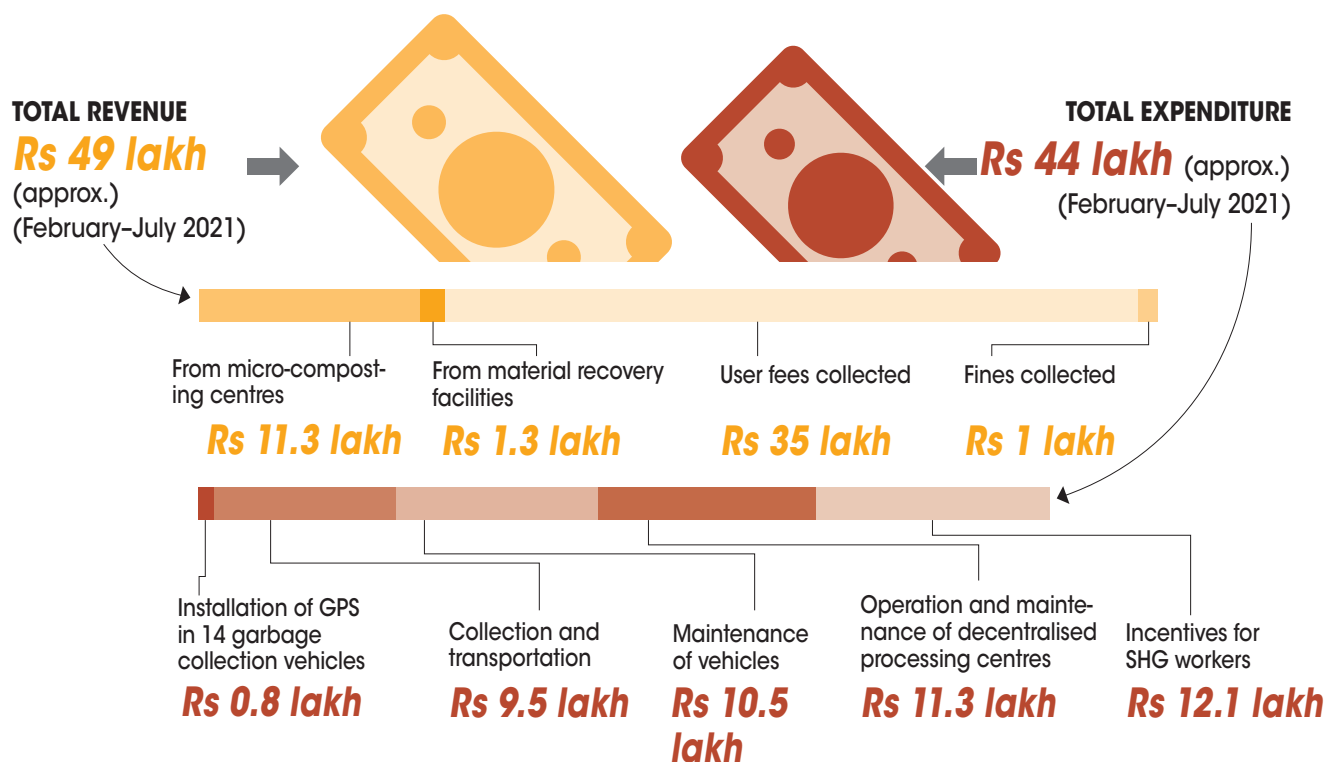 TOTAL REVENUE
Rs 49 lakh
(approx.)
(February–July 2021)
TOTAL EXPENDITURE
Rs 44 lakh (approx.)
(February–July 2021)
From micro-compost-
ing centres
Rs 11.3 lakh
From material recovery
facilities
Rs 1.3 lakh
User fees collected
Rs 35 lakh
Fines collected
Rs 1 lakh
Installation of GPS
in 14 garbage
collection vehicles
Rs 0.8 lakh
Collection and
transportation
Rs 9.5 lakh
Maintenance
of vehicles
Rs 10.5
lakh
Operation and mainte-
nance of decentralised
processing centres
Rs 11.3 lakh
Incentives for
SHG workers
Rs 12.1 lakh